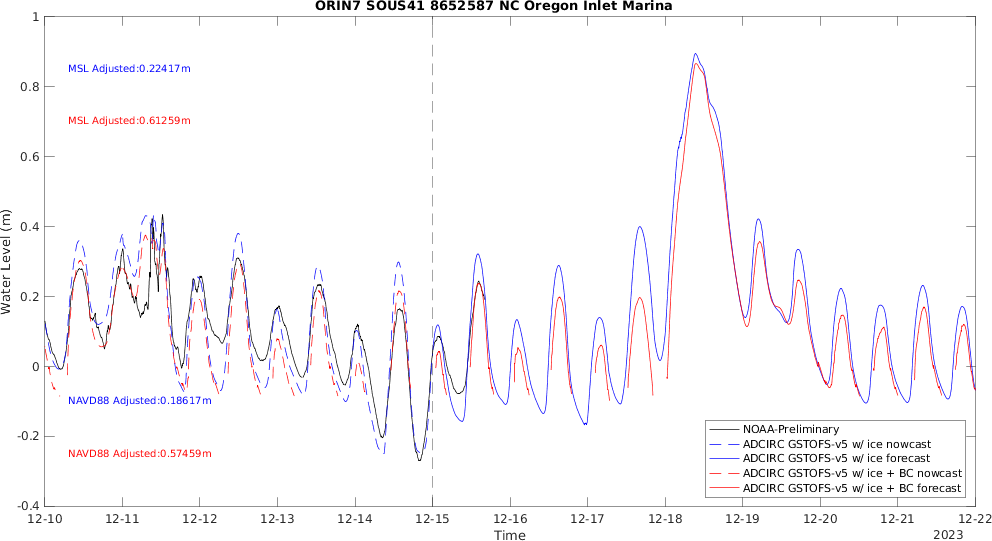 ORIN7 SOUS41 8652587 NC Oregon Inlet Marina
1
0.8
0.6
0.4
0.2
0
-0.2
-0.4
Water Level (m)
MSL Adjusted:0.22417m
MSL Adjusted:0.61259m
NAVD88 Adjusted:0.18617m
NAVD88 Adjusted:0.57459m
NOAA-Preliminary
ADCIRC GSTOFS-v5 w/ ice nowcast
ADCIRC GSTOFS-v5 w/ ice forecast
ADCIRC GSTOFS-v5 w/ ice + BC nowcast
ADCIRC GSTOFS-v5 w/ ice + BC forecast
12-10 12-11 12-12 12-13 12-14 12-15 12-16 12-17 12-18 12-19 12-20 12-21 12-22
Time
2023